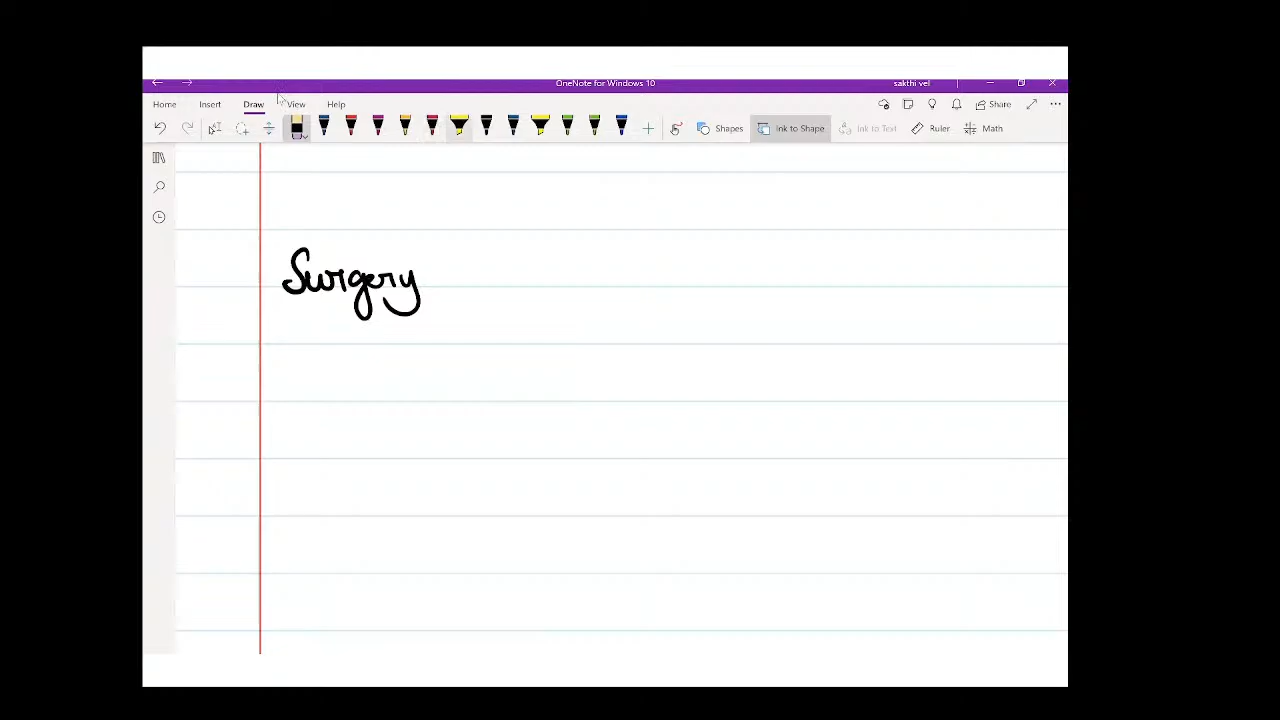 OneNote for Windows 10
sakthi vel
Home Insert Draw View Help
Share
Shapes Ink to Shape Ink to Text Ruler Math
Surgery